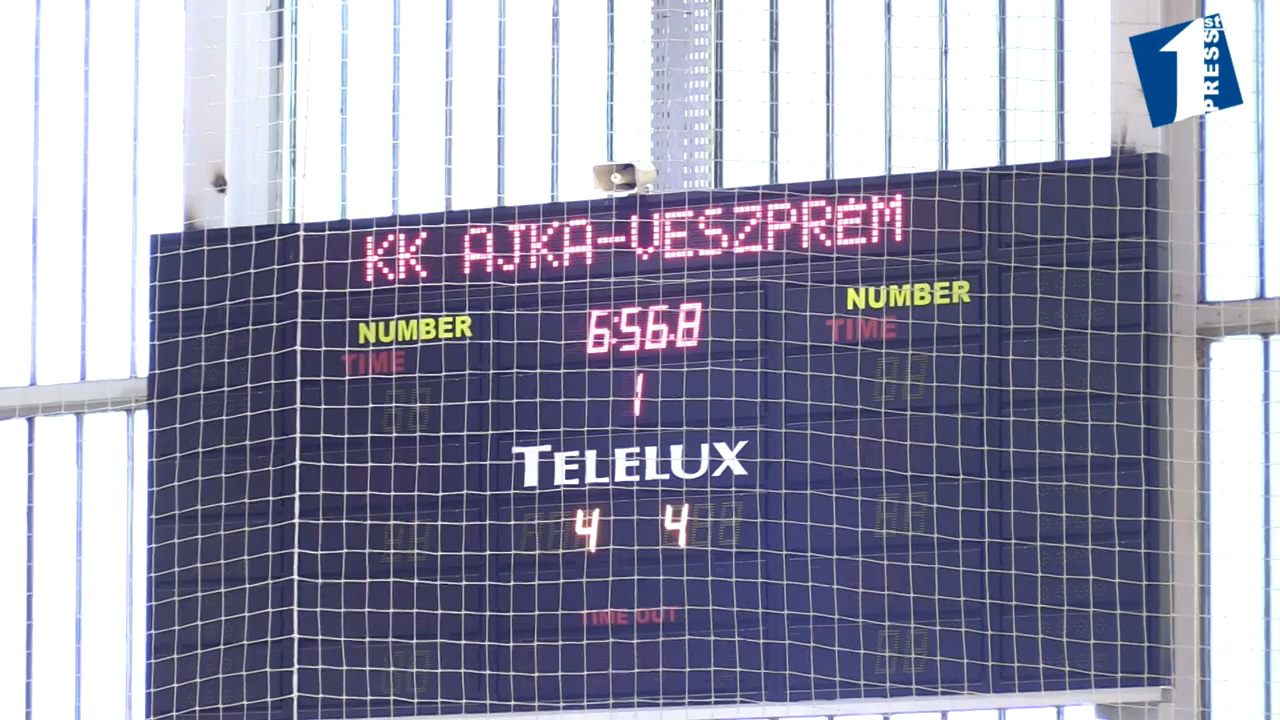 1st PRESS
KK AJKA-VESZPRÉM
NUMBER
TIME
6:56.8
NUMBER
TIME
1
TELELUX
4 4
TIME OUT